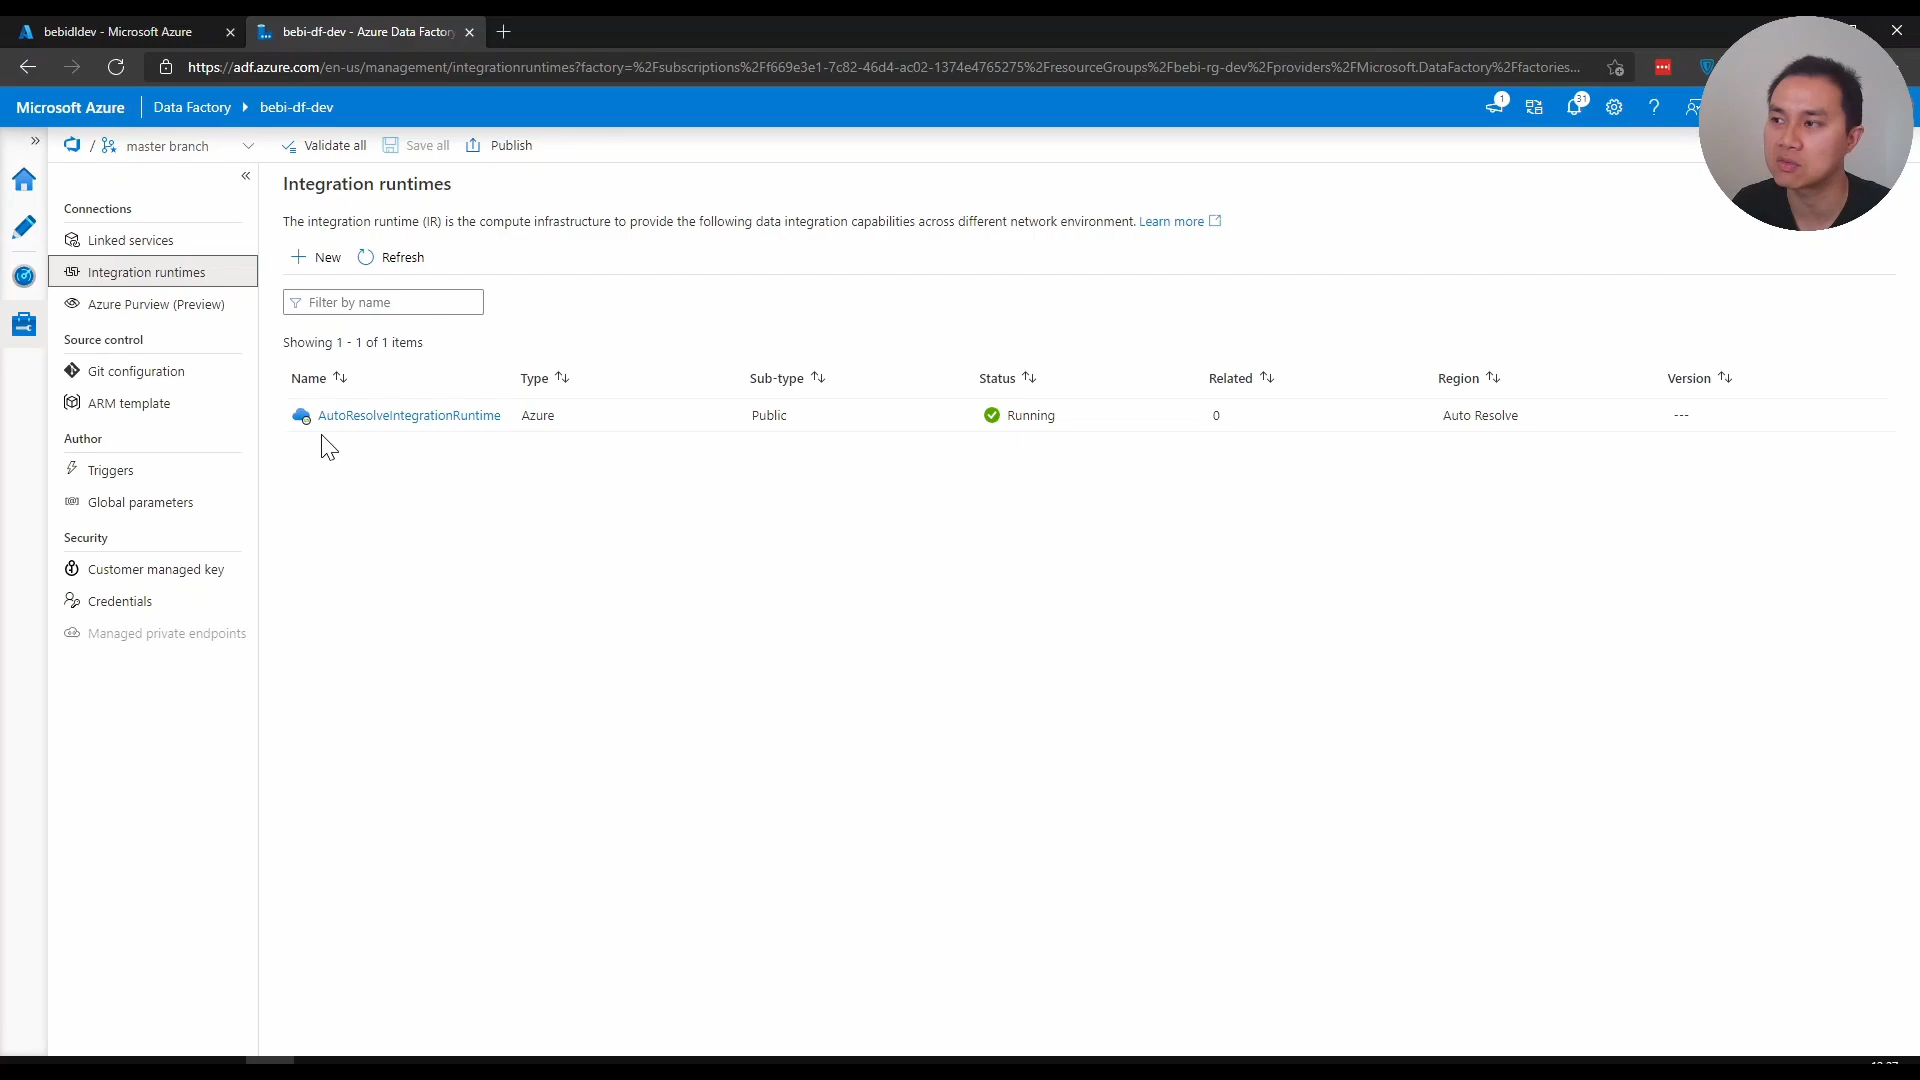 bebidldev - Microsoft Azure
bebi-df-dev - Azure Data Factory
https://adf.azure.com/en-us/management/integrationruntimes?factory=%2Fsubscriptions%2Ff669e3e1-7c82-46d4-ac02-1374e4765275%2FresourceGroups%2Fbebi-rg-dev%2Fproviders%2FMicrosoft.DataFactory%2Ffactories...
Microsoft Azure
Data Factory
bebi-df-dev
1
31
/ master branch
Validate all
Save all
Publish
Connections
Linked services
Integration runtimes
Azure Purview (Preview)
Source control
Git configuration
ARM template
Author
Triggers
Global parameters
Security
Customer managed key
Credentials
Managed private endpoints
Integration runtimes
The integration runtime (IR) is the compute infrastructure to provide the following data integration capabilities across different network environment. Learn more
New
Refresh
Filter by name
Showing 1 - 1 of 1 items
Name Type Sub-type Status Related Region Version
AutoResolveIntegrationRuntime Azure Public Running 0 Auto Resolve ---